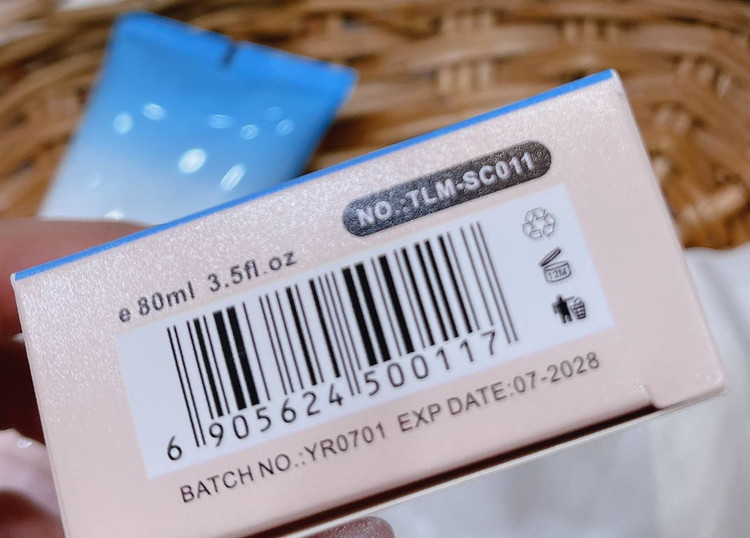 NO.:TLM-SC011
e 80ml 3.5fl.oz
12M
6 905624 500117
BATCH NO.:YR0701 EXP DATE:07-2028